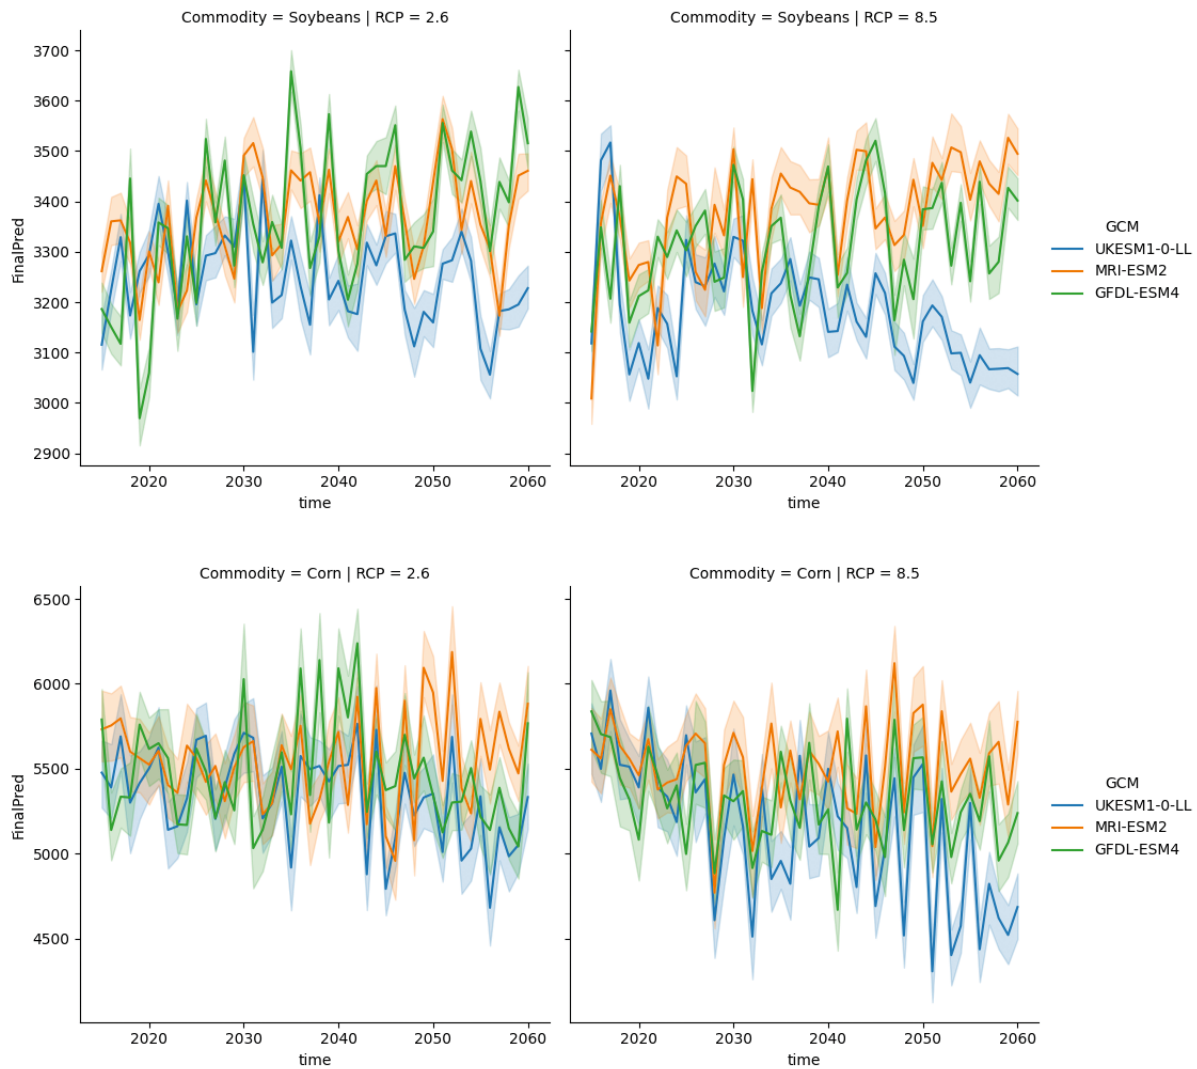 Commodity = Soybeans | RCP = 2.6
Commodity = Soybeans | RCP = 8.5
3700
3600
3500
3400
3300
3200
3100
3000
2900
FinalPred
2020 2030 2040 2050 2060
time
2020 2030 2040 2050 2060
time
GCM
UKESM1-0-LL
MRI-ESM2
GFDL-ESM4
Commodity = Corn | RCP = 2.6
Commodity = Corn | RCP = 8.5
6500
6000
5500
5000
4500
FinalPred
2020 2030 2040 2050 2060
time
2020 2030 2040 2050 2060
time
GCM
UKESM1-0-LL
MRI-ESM2
GFDL-ESM4